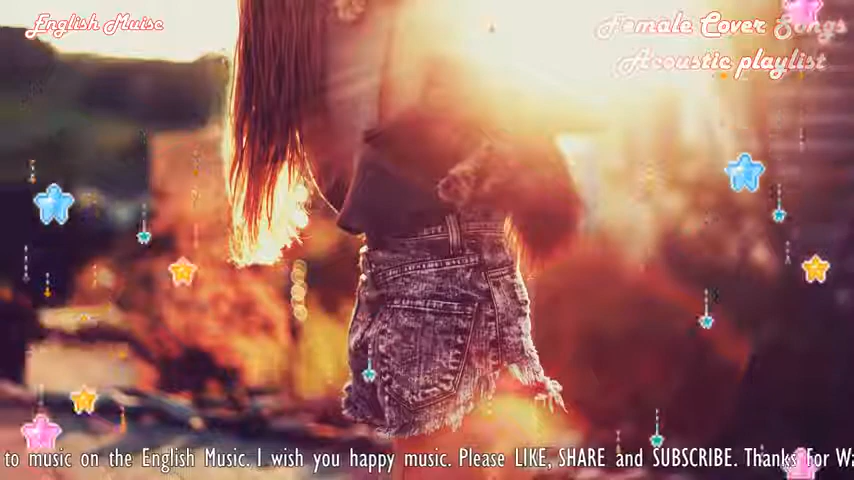 English Muisc
Female Cover Songs
Acoustic playlist
to music on the English Music. I wish you happy music. Please LIKE, SHARE and SUBSCRIBE. Thanks For